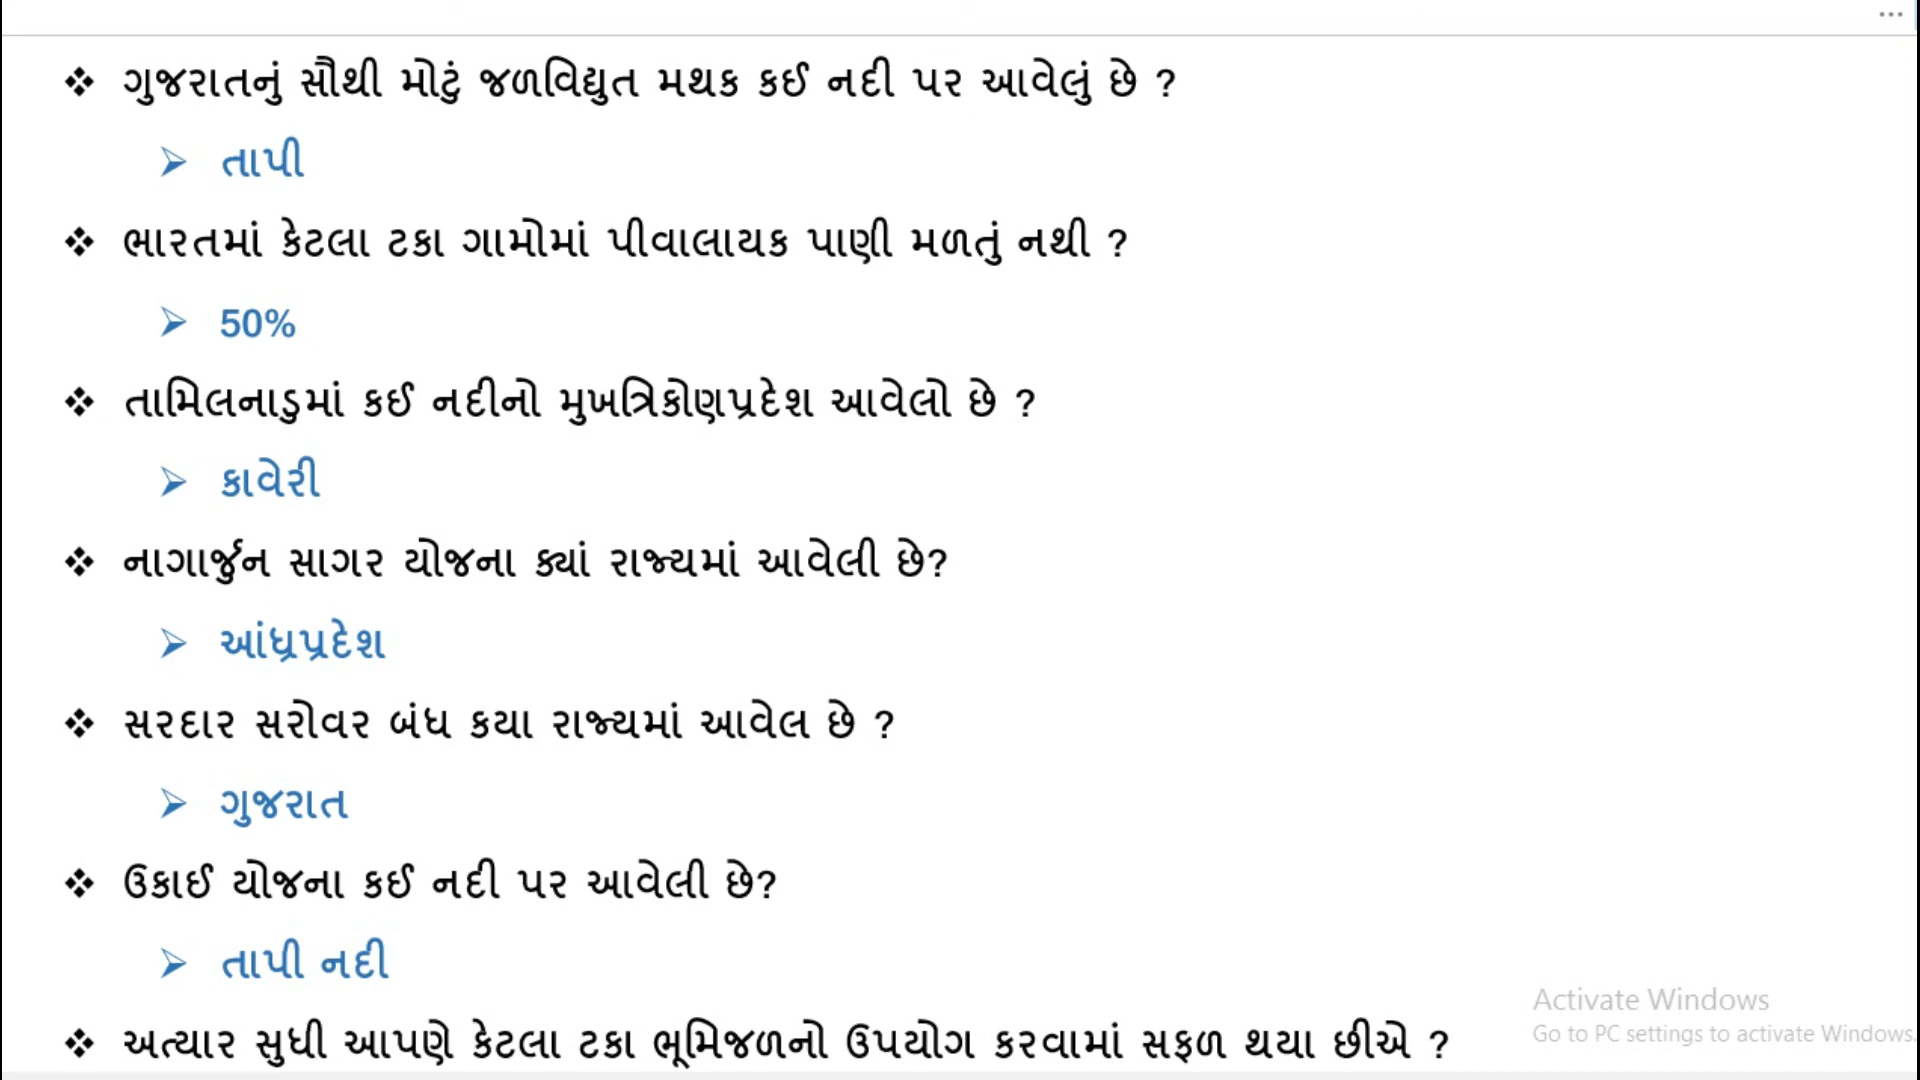 ગુજરાતનું સૌથી મોટું જળવિદ્યુત મથક કઈ નદી પર આવેલું છે ?
તાપી
ભારતમાં કેટલા ટકા ગામોમાં પીવાલાયક પાણી મળતું નથી ?
50%
તામિલનાડુમાં કઈ નદીનો મુખત્રિકોણપ્રદેશ આવેલો છે ?
કાવેરી
નાગાર્જુન સાગર યોજના ક્યાં રાજ્યમાં આવેલી છે?
આંધ્રપ્રદેશ
સરદાર સરોવર બંધ કયા રાજ્યમાં આવેલ છે ?
ગુજરાત
ઉકાઈ યોજના કઈ નદી પર આવેલી છે?
તાપી નદી
અત્યાર સુધી આપણે કેટલા ટકા ભૂમિજળનો ઉપયોગ કરવામાં સફળ થયા છીએ ?
Activate Windows
Go to PC settings to activate Windows.